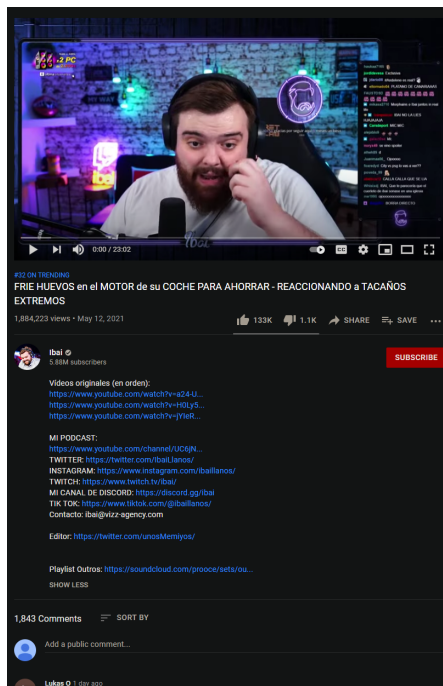 0:00 / 23:02
#32 ON TRENDING
FRIE HUEVOS en el MOTOR de su COCHE PARA AHORRAR - REACCIONANDO a TACAÑOS
EXTREMOS
1,884,223 views • May 12, 2021
133K
1.1K
SHARE
SAVE
Ibai
5.88M subscribers
SUBSCRIBE
Vídeos originales (en orden):
https://www.youtube.com/watch?v=a24-U...
https://www.youtube.com/watch?v=H0Ly5...
https://www.youtube.com/watch?v=jYIeR...
MI PODCAST:
https://www.youtube.com/channel/UC6jN...
TWITTER: https://twitter.com/IbaiLlanos/
INSTAGRAM: https://www.instagram.com/ibaillanos/
TWITCH: https://www.twitch.tv/ibai/
MI CANAL DE DISCORD: https://discord.gg/ibai
TIK TOK: https://www.tiktok.com/@ibaillanos/
Contacto: ibai@vizz-agency.com
Editor: https://twitter.com/unosMemiyos/
Playlist Outros: https://soundcloud.com/prooce/sets/ou...
SHOW LESS
1,843 Comments
SORT BY
Add a public comment...
Lukas O 1 day ago